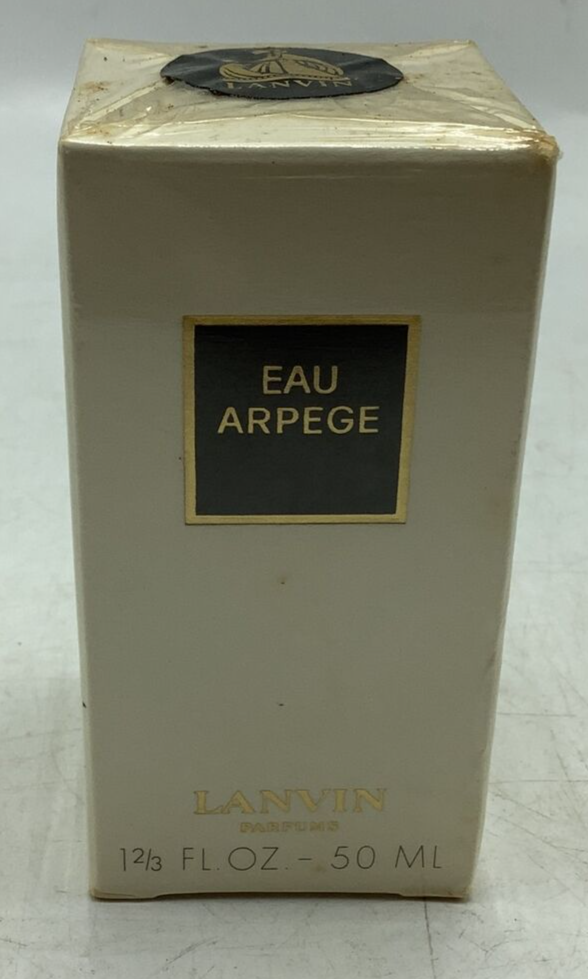 LANVIN
EAU
ARPEGE
LANVIN
PARFUMS
1 2/3 FL. OZ. - 50 ML